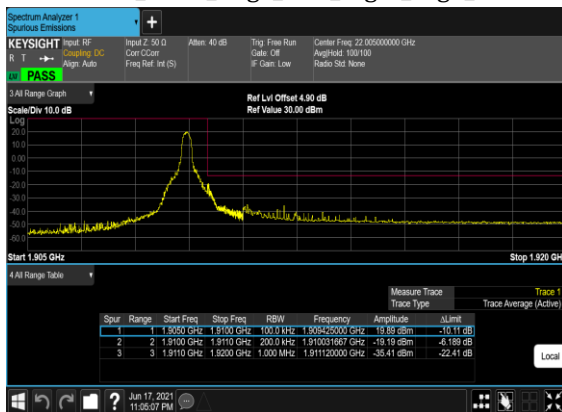 Spectrum Analyzer 1
Spurious Emissions
KEYSIGHT Input: RF Input Z: 50 Ω Atten: 40 dB Trig: Free Run Center Freq: 22.005000000 GHz
R T Coupling: DC Corr CCorr Gate: Off Avg|Hold: 100/100
Align: Auto Freq Ref: Int (S) IF Gain: Low Radio Std: None
PASS
3 All Range Graph
Ref Lvl Offset 4.90 dB
Scale/Div 10.0 dB Ref Value 30.00 dBm
Log
20.0
10.0
0.00
-10.0
-20.0
-30.0
-40.0
-50.0
-60.0
Start 1.905 GHz Stop 1.920 GHz
4 All Range Table
Measure Trace Trace 1
Trace Type Trace Average (Active)
Spur Range Start Freq Stop Freq RBW Frequency Amplitude ΔLimit
1 1 1.9050 GHz 1.9100 GHz 100.0 kHz 1.909425000 GHz 19.89 dBm -10.11 dB
2 2 1.9100 GHz 1.9110 GHz 200.0 kHz 1.910031667 GHz -19.19 dBm -6.189 dB
3 3 1.9110 GHz 1.9200 GHz 1.000 MHz 1.911120000 GHz -35.41 dBm -22.41 dB
Local
Jun 17, 2021
11:05:07 PM